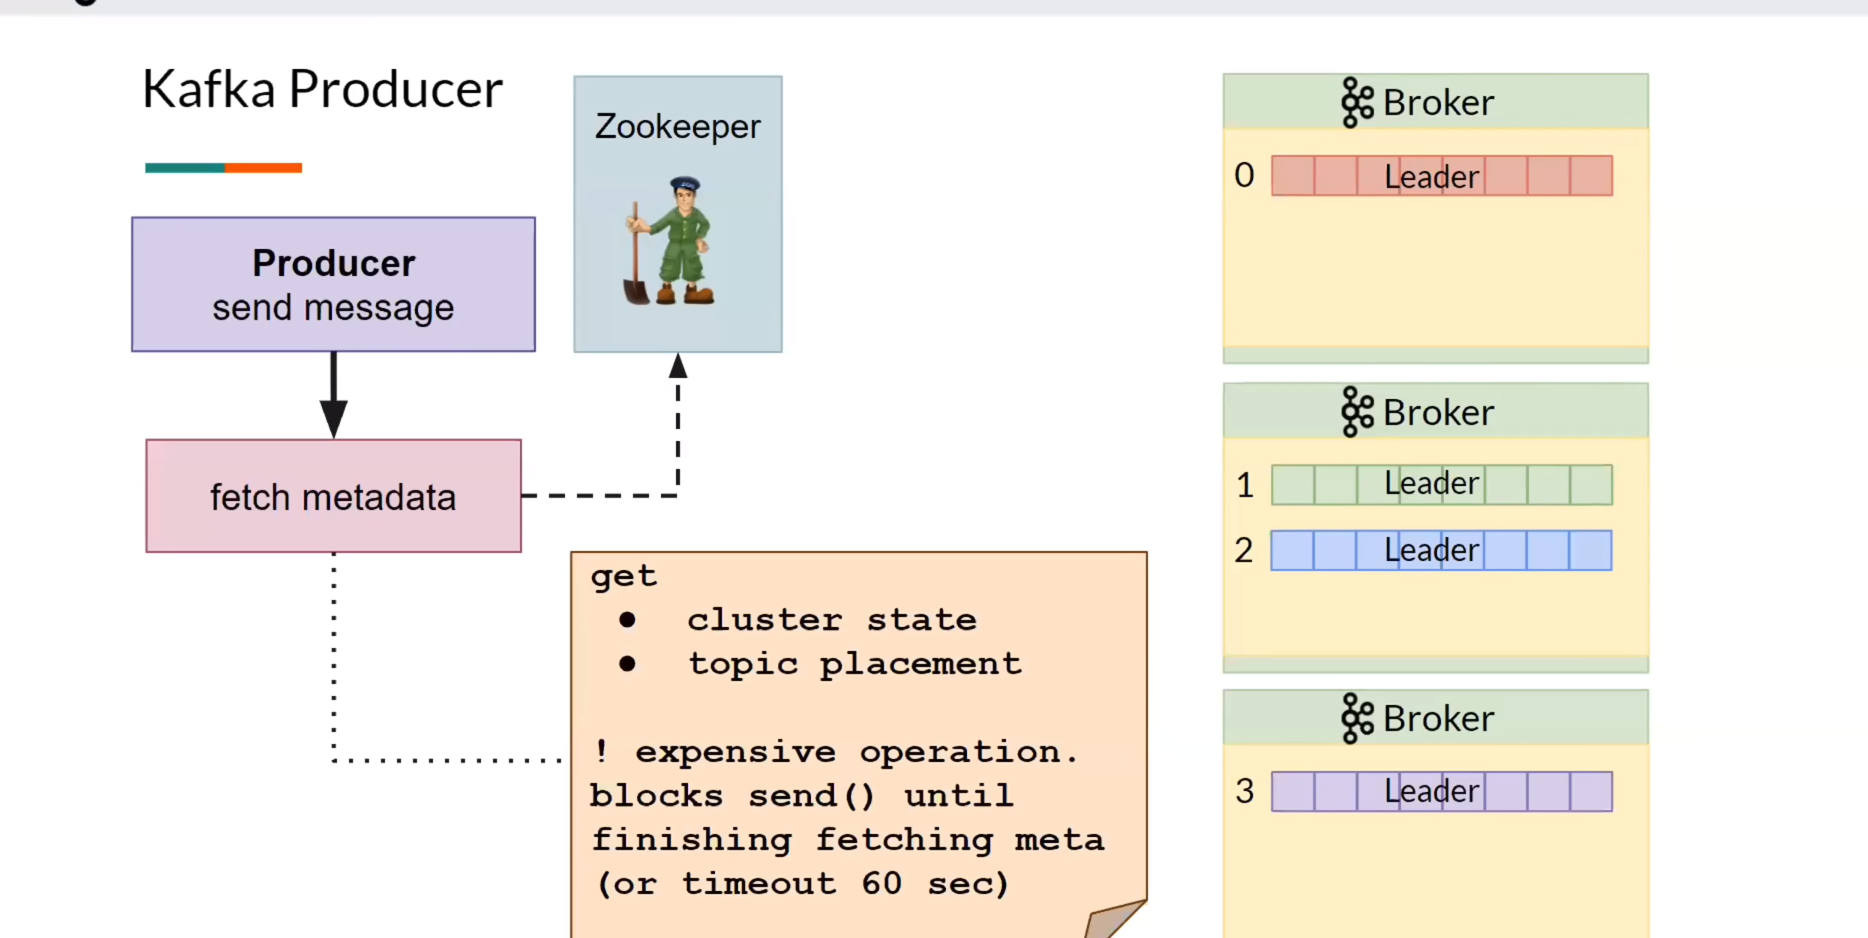 Kafka Producer
Zookeeper
Producer
send message
fetch metadata
get
● cluster state
● topic placement
! expensive operation.
blocks send() until
finishing fetching meta
(or timeout 60 sec)
Broker
0 Leader
Broker
1 Leader
2 Leader
Broker
3 Leader